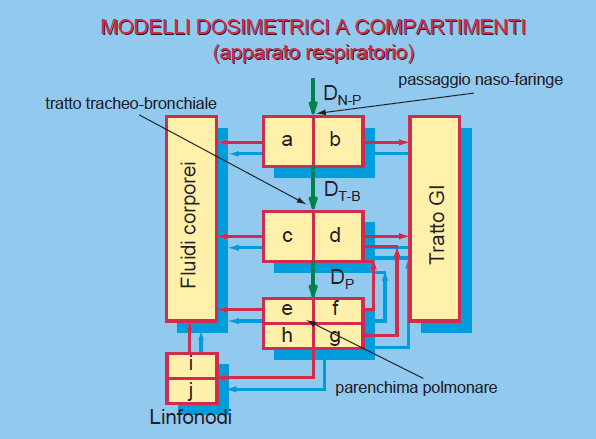 MODELLI DOSIMETRICI A COMPARTIMENTI
(apparato respiratorio)
passaggio naso-faringe
D N-P
tratto tracheo-bronchiale
a b
D T-B
Fluidi corporei
Tratto GI
c d
D P
e f
h g
i
j
parenchima polmonare
Linfonodi